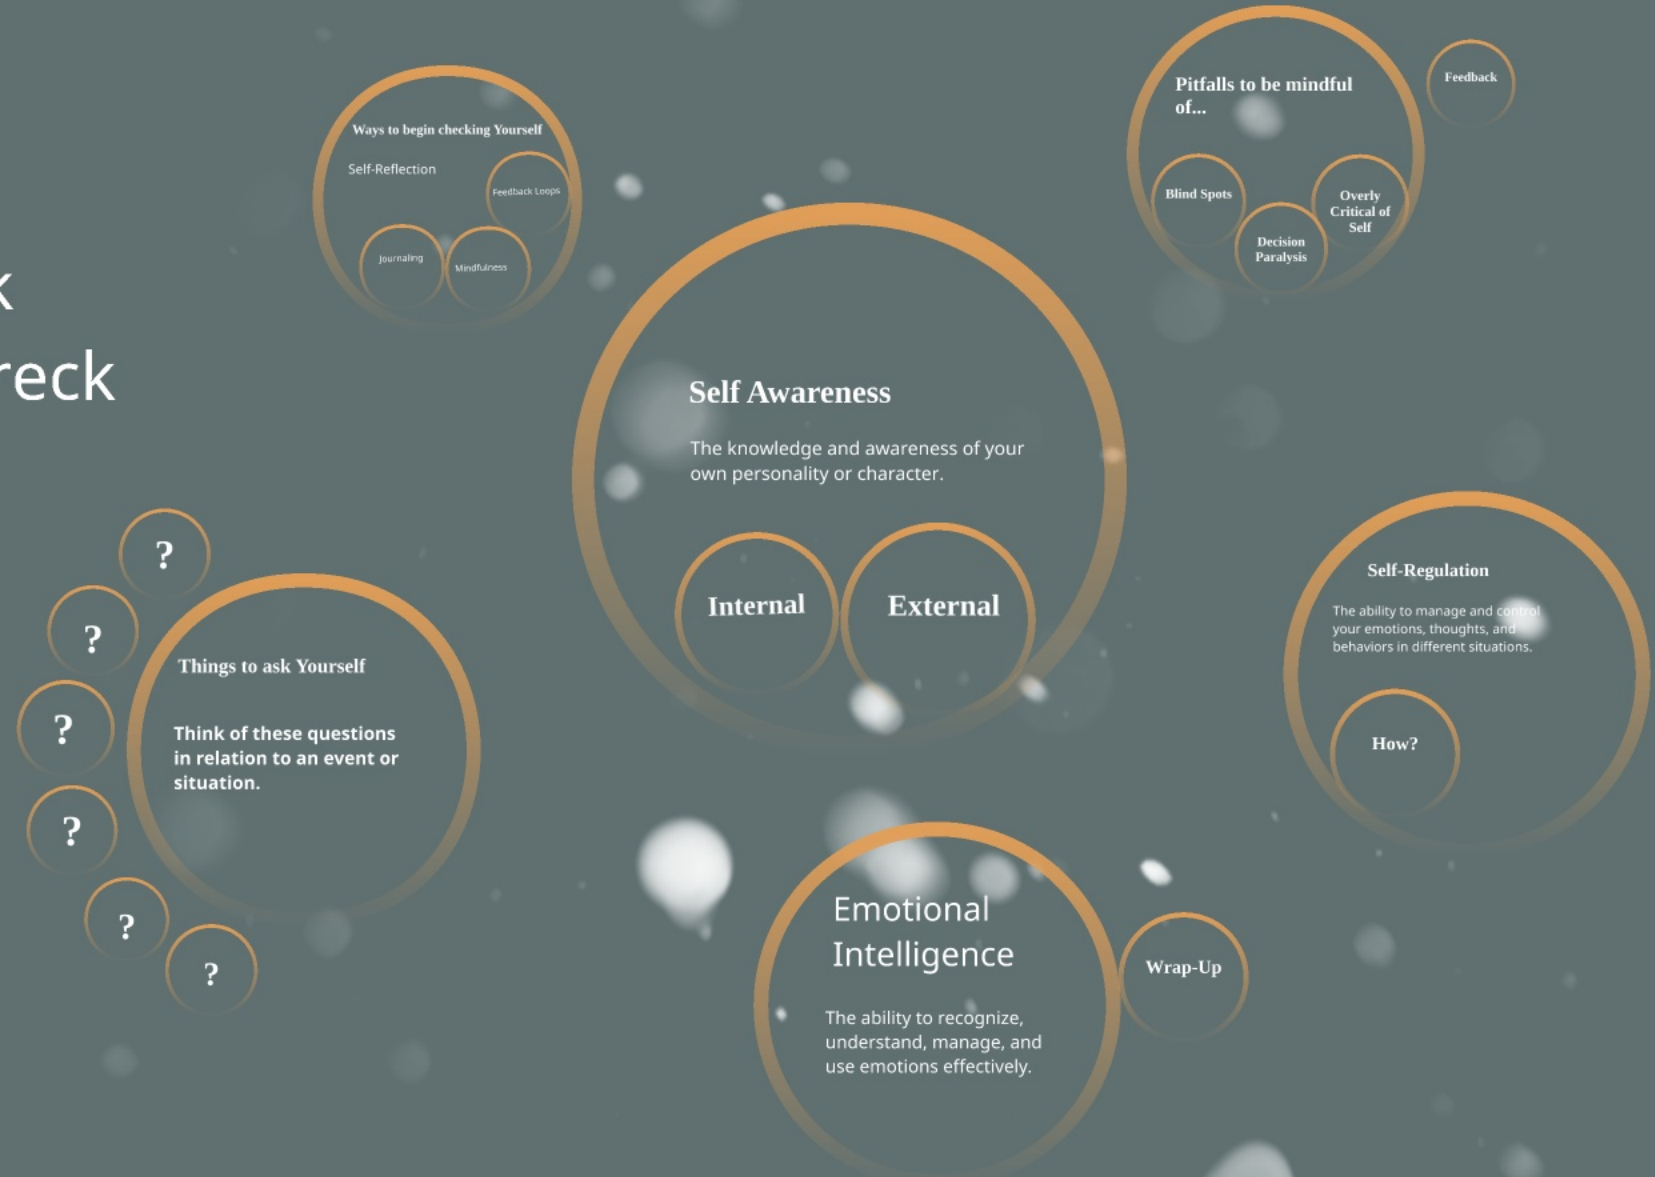 k
reck
Ways to begin checking Yourself
Self-Reflection
Feedback Loops
Journaling
Mindfulness
Pitfalls to be mindful
of...
Blind Spots
Decision
Paralysis
Overly
Critical of
Self
Feedback
Self Awareness
The knowledge and awareness of your
own personality or character.
Internal
External
?
?
?
?
?
?
Things to ask Yourself
Think of these questions
in relation to an event or
situation.
Self-Regulation
The ability to manage and control
your emotions, thoughts, and
behaviors in different situations.
How?
Emotional
Intelligence
The ability to recognize,
understand, manage, and
use emotions effectively.
Wrap-Up